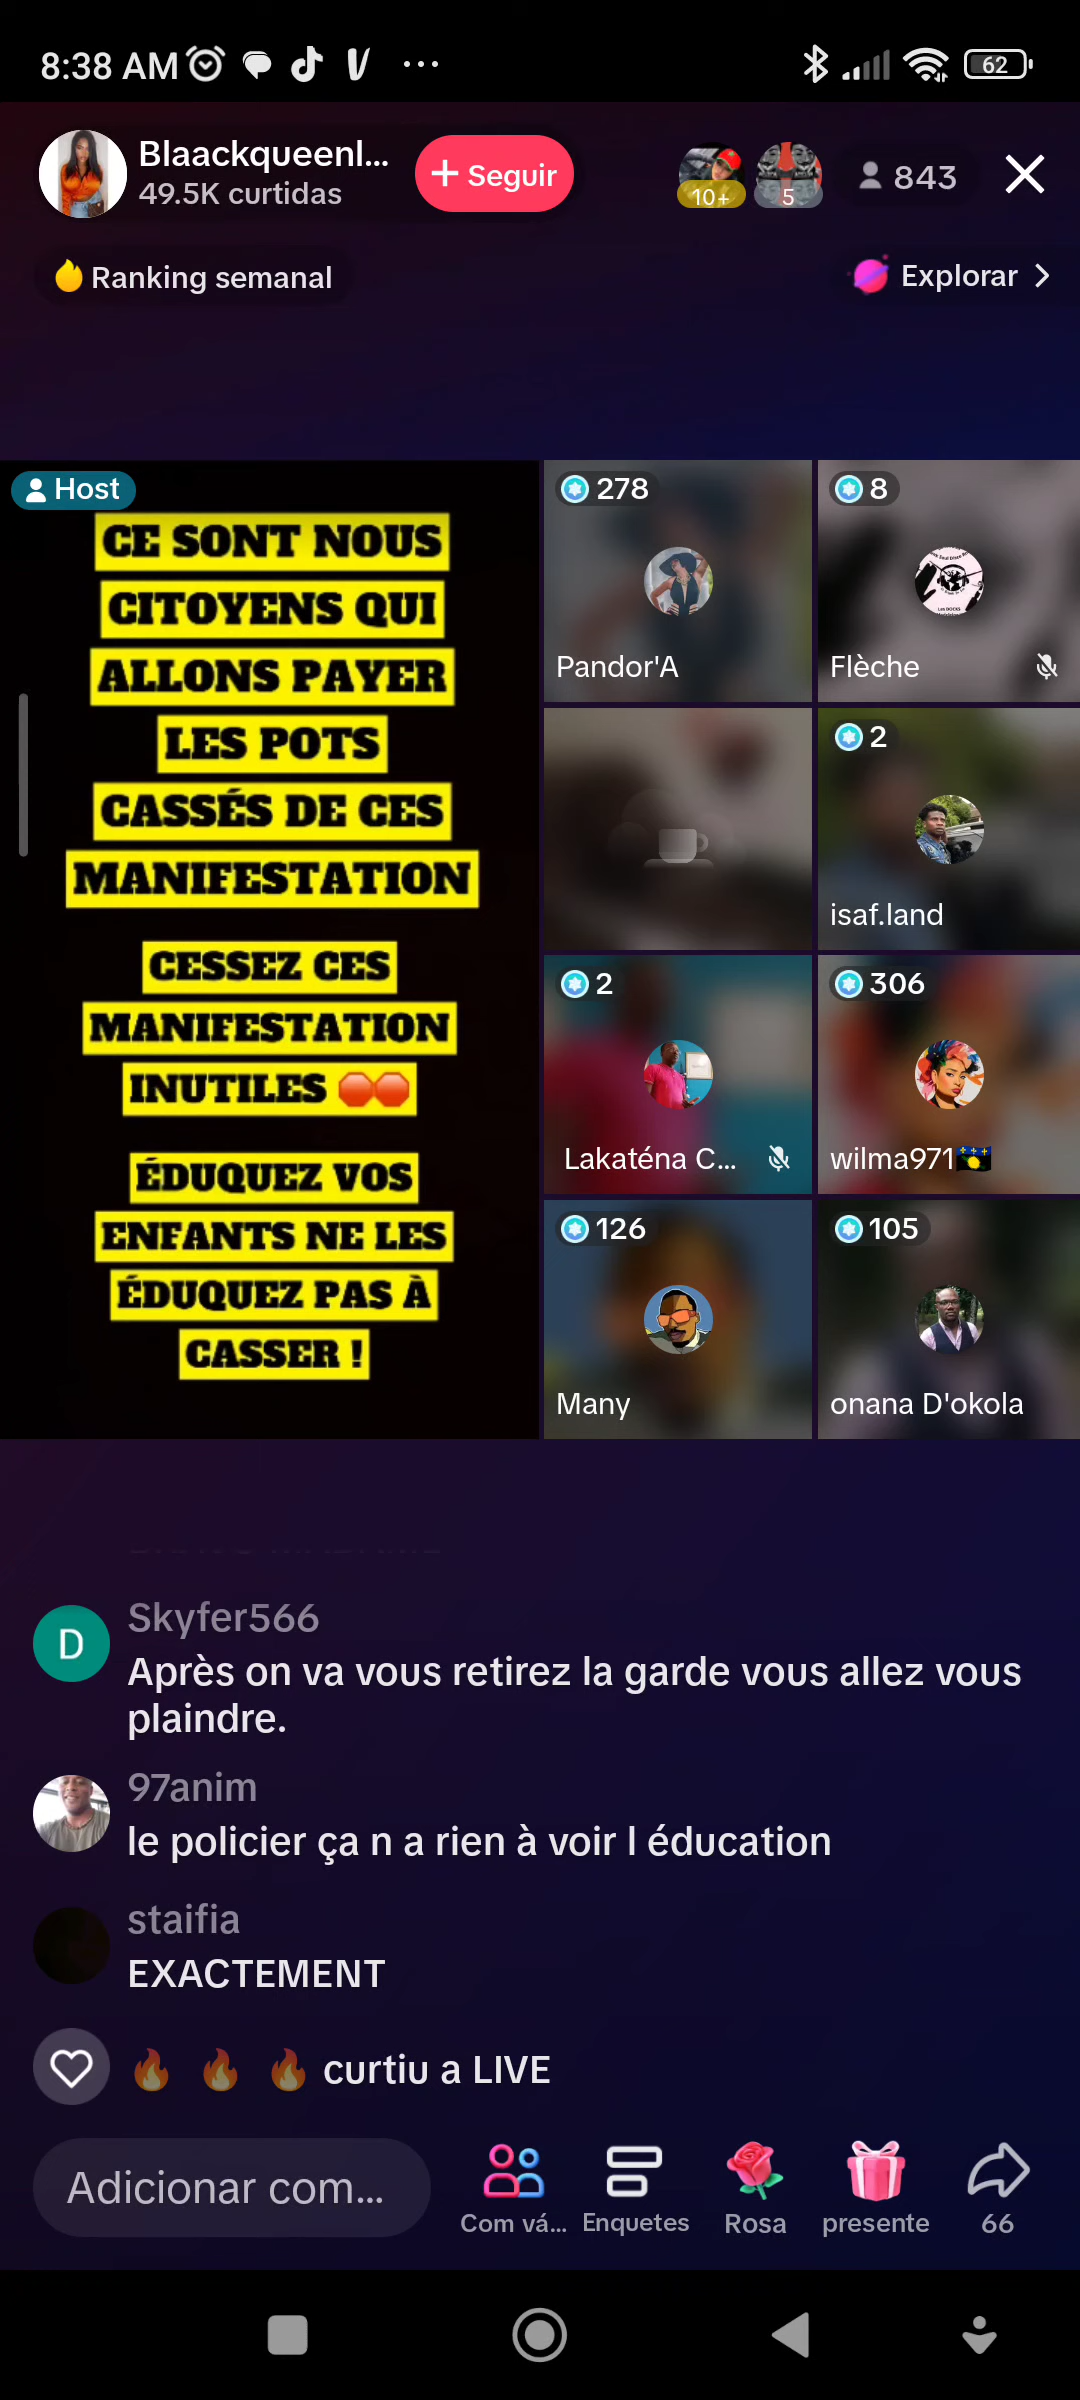 8:38 AM
62
Blaackqueenl...
49.5K curtidas
+ Seguir
10+
5
843
Ranking semanal
Explorar
Host
CE SONT NOUS
CITOYENS QUI
ALLONS PAYER
LES POTS
CASSÉS DE CES
MANIFESTATION
CESSEZ CES
MANIFESTATION
INUTILES 🛑🛑
ÉDUQUEZ VOS
ENFANTS NE LES
ÉDUQUEZ PAS À
CASSER !
278
Pandor'A
8
Flèche
2
isaf.land
2
Lakaténa C...
306
wilma971
126
Many
105
onana D'okola
D
Skyfer566
Après on va vous retirez la garde vous allez vous
plaindre.
97anim
le policier ça n a rien à voir l éducation
staifia
EXACTEMENT
🔥 🔥 🔥 curtiu a LIVE
Adicionar com...
Com vá...
Enquetes
Rosa
presente
66